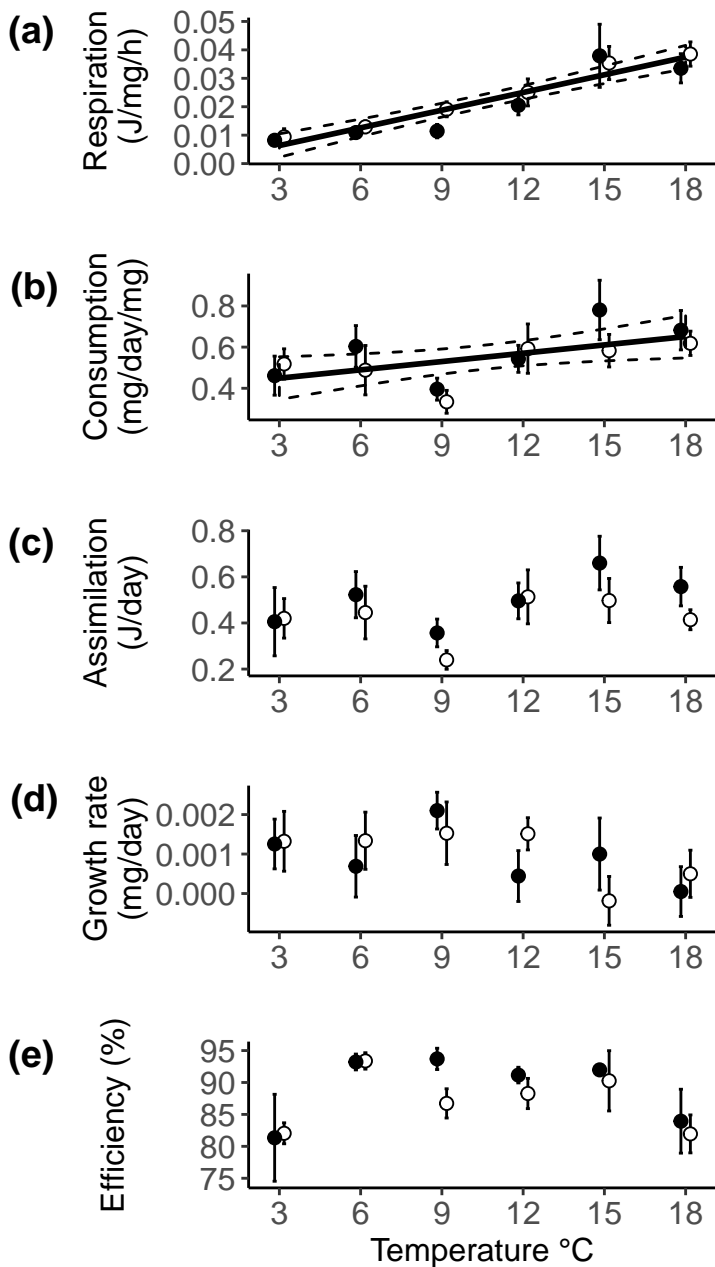 (a)
Respiration
(J/mg/h)
0.05
0.04
0.03
0.02
0.01
0.00
3 6 9 12 15 18
(b)
Consumption
(mg/day/mg)
0.8
0.6
0.4
3 6 9 12 15 18
(c)
Assimilation
(J/day)
0.8
0.6
0.4
0.2
3 6 9 12 15 18
(d)
Growth rate
(mg/day)
0.002
0.001
0.000
3 6 9 12 15 18
(e)
Efficiency (%)
95
90
85
80
75
3 6 9 12 15 18
Temperature °C